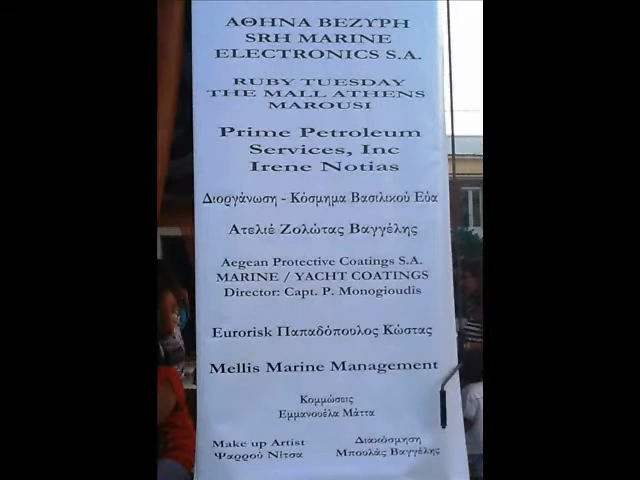 ΑΘΗΝΑ ΒΕΖΥΡΗ
SRH MARINE
ELECTRONICS S.A.
RUBY TUESDAY
THE MALL ATHENS
MAROUSI
Prime Petroleum
Services, Inc
Irene Notias
Διοργάνωση - Κόσμημα Βασιλικού Εύα
Ατελιέ Ζολώτας Βαγγέλης
Aegean Protective Coatings S.A.
MARINE / YACHT COATINGS
Director: Capt. P. Monogioudis
Eurorisk Παπαδόπουλος Κώστας
Mellis Marine Management
Κομμώσεις
Εμμανουέλα Μάττα
Make up Artist
Ψαρρού Νίτσα
Διακόσμηση
Μπουλάς Βαγγέλης